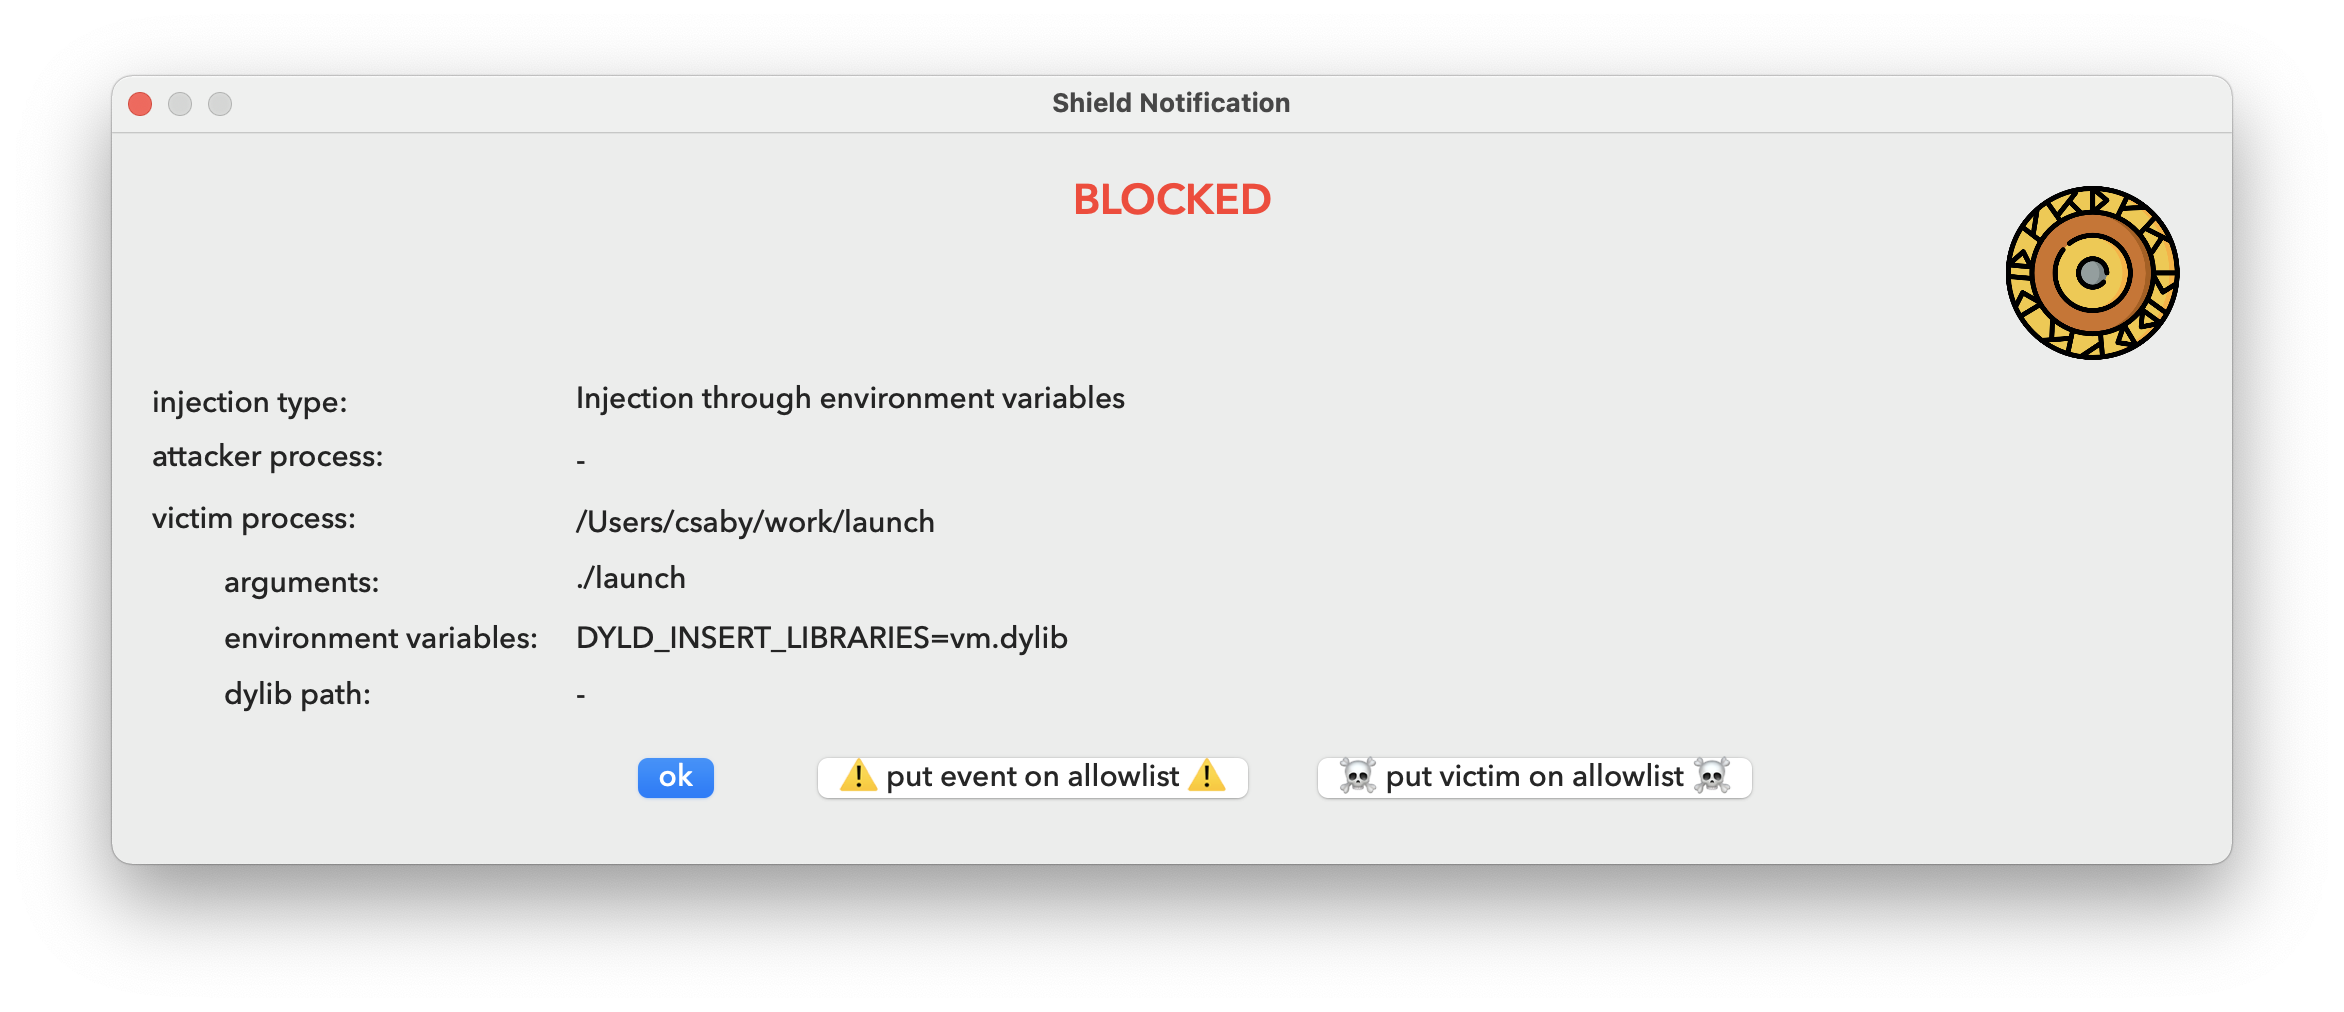 Shield Notification
BLOCKED
injection type: Injection through environment variables
attacker process: -
victim process: /Users/csaby/work/launch
arguments: ./launch
environment variables: DYLD_INSERT_LIBRARIES=vm.dylib
dylib path: -
ok ⚠️ put event on allowlist ⚠️ ☠️ put victim on allowlist ☠️